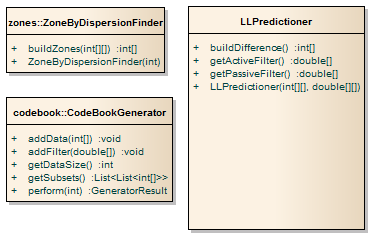 zones::ZoneByDispersionFinder
+ buildZones(int[][]) :int[]
+ ZoneByDispersionFinder(int)
codebook::CodeBookGenerator
+ addData(int[]) :void
+ addFilter(double[]) :void
+ getDataSize() :int
+ getSubsets() :List<List<int[]>>
+ perform(int) :GeneratorResult
LLPredictioner
+ buildDifference() :int[]
+ getActiveFilter() :double[]
+ getPassiveFilter() :double[]
+ LLPredictioner(int[][], double[][])